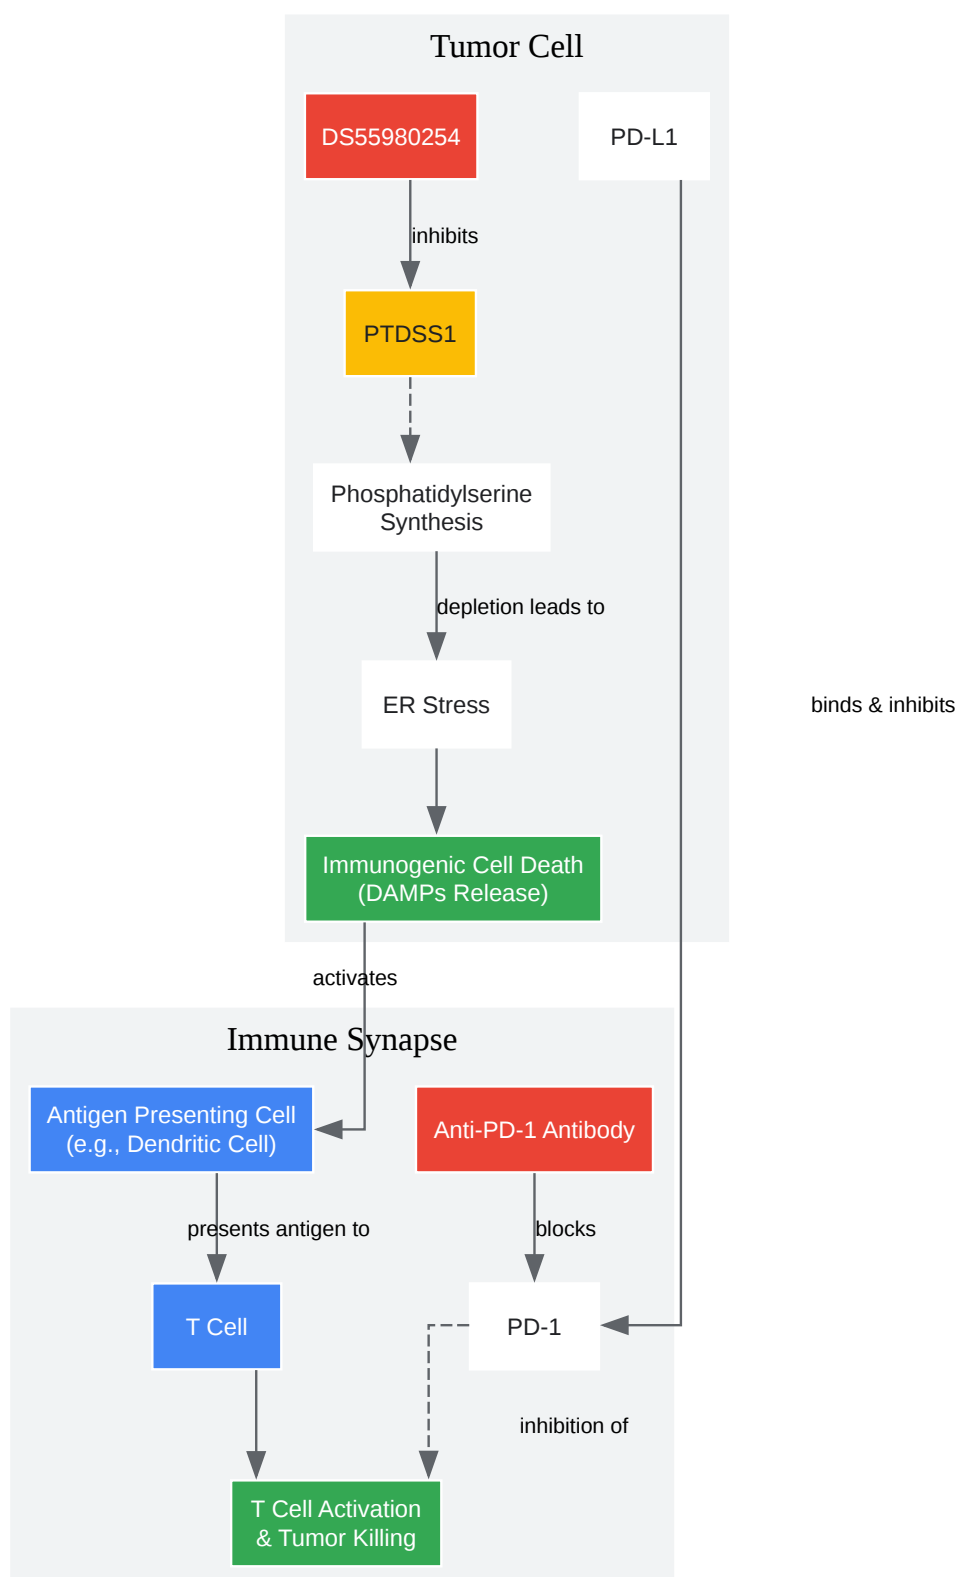 Tumor Cell
DS55980254
PD-L1
inhibits
PTDSS1
Phosphatidylserine
Synthesis
depletion leads to
ER Stress
binds & inhibits
Immunogenic Cell Death
(DAMPs Release)
activates
Immune Synapse
Antigen Presenting Cell
(e.g., Dendritic Cell)
Anti-PD-1 Antibody
presents antigen to
blocks
T Cell
PD-1
inhibition of
T Cell Activation
& Tumor Killing